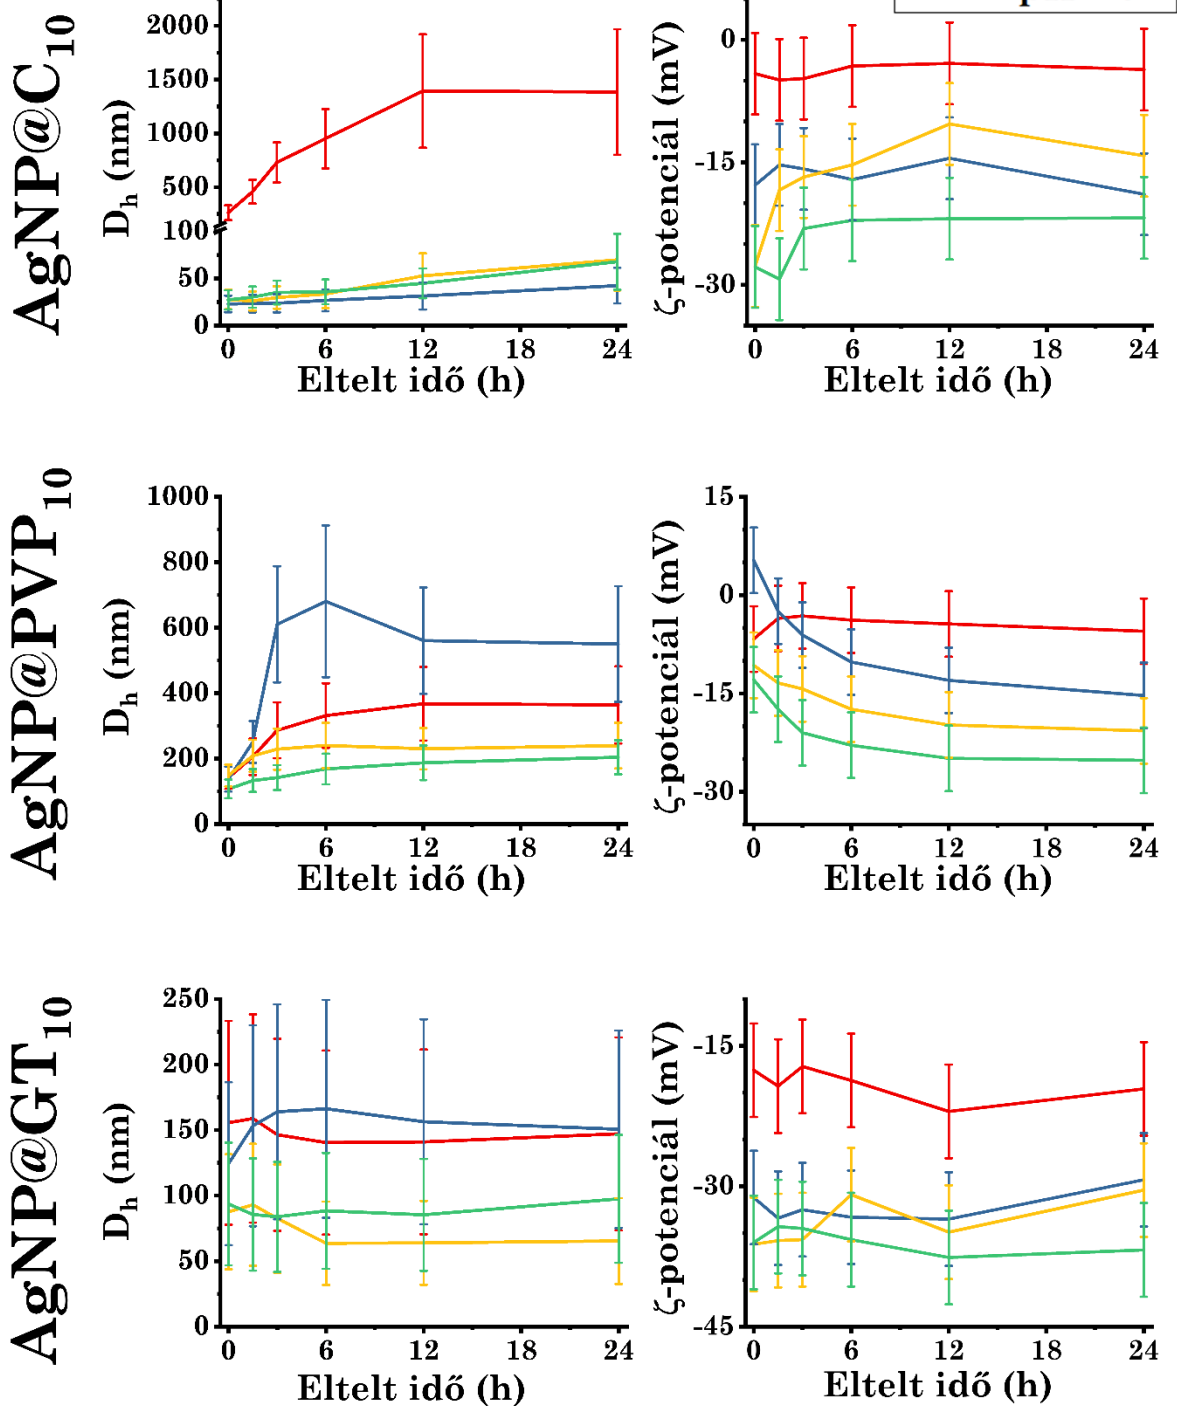 AgNP@C10
D_h (nm)
2000
1500
1000
500
100
50
0
0 6 12 18 24
Eltelt idő (h)
ζ-potenciál (mV)
0
-15
-30
0 6 12 18 24
Eltelt idő (h)
AgNP@PVP10
D_h (nm)
1000
800
600
400
200
0
0 6 12 18 24
Eltelt idő (h)
ζ-potenciál (mV)
15
0
-15
-30
0 6 12 18 24
Eltelt idő (h)
AgNP@GT10
D_h (nm)
250
200
150
100
50
0
0 6 12 18 24
Eltelt idő (h)
ζ-potenciál (mV)
-15
-30
-45
0 6 12 18 24
Eltelt idő (h)